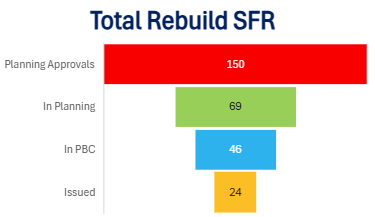 Total Rebuild SFR
Planning Approvals 150
In Planning 69
In PBC 46
Issued 24